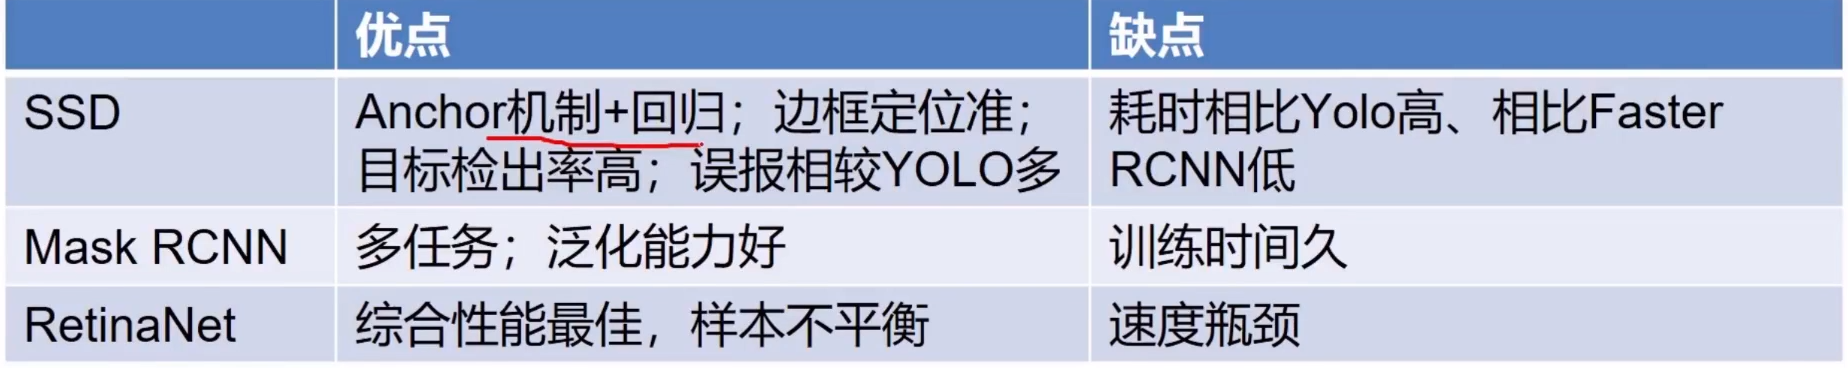 优点 缺点
SSD Anchor机制+回归；边框定位准； 耗时相比Yolo高、相比Faster
目标检出率高；误报相较YOLO多 RCNN低
Mask RCNN 多任务；泛化能力好 训练时间久
RetinaNet 综合性能最佳，样本不平衡 速度瓶颈